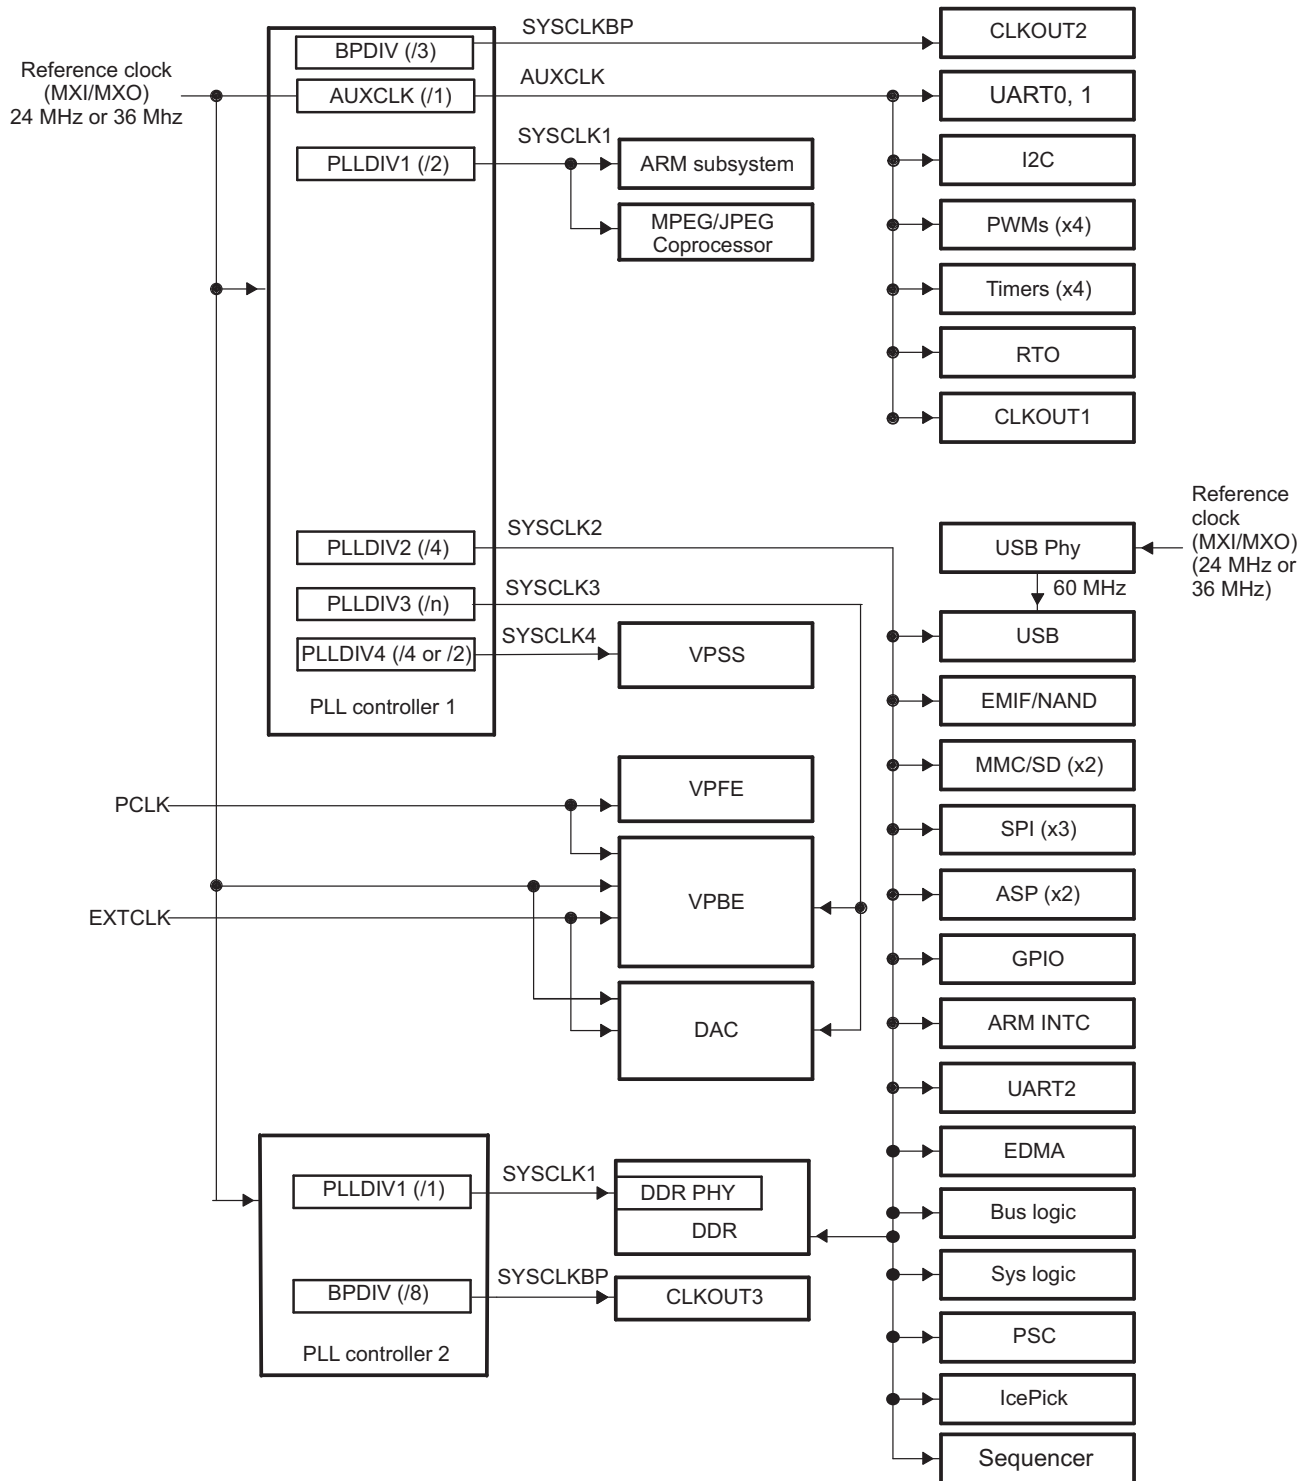 SYSCLKBP
CLKOUT2
BPDIV (/3)
Reference clock
(MXI/MXO)
24 MHz or 36 Mhz
AUXCLK (/1)
AUXCLK
UART0, 1
SYSCLK1
PLLDIV1 (/2)
ARM subsystem
I2C
MPEG/JPEG
Coprocessor
PWMs (x4)
Timers (x4)
RTO
CLKOUT1
Reference
clock
(MXI/MXO)
(24 MHz or
36 MHz)
SYSCLK2
PLLDIV2 (/4)
USB Phy
60 MHz
SYSCLK3
PLLDIV3 (/n)
USB
SYSCLK4
PLLDIV4 (/4 or /2)
VPSS
PLL controller 1
EMIF/NAND
MMC/SD (x2)
VPFE
PCLK
SPI (x3)
VPBE
ASP (x2)
EXTCLK
GPIO
DAC
ARM INTC
UART2
EDMA
SYSCLK1
PLLDIV1 (/1)
DDR PHY
DDR
Bus logic
Sys logic
SYSCLKBP
BPDIV (/8)
CLKOUT3
PLL controller 2
PSC
IcePick
Sequencer